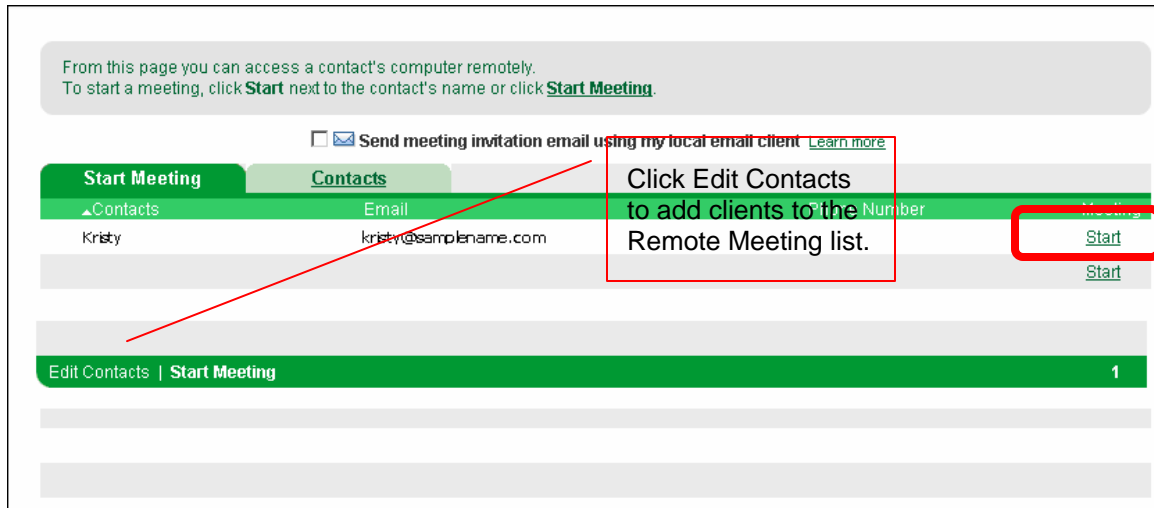 From this page you can access a contact's computer remotely.
To start a meeting, click Start next to the contact's name or click Start Meeting.
Send meeting invitation email using my local email client Learn more
Start Meeting
Contacts
Click Edit Contacts
to add clients to the
Remote Meeting list.
Contacts
Email
Phone Number
Meeting
Kristy
kristy@samplename.com
Start
Start
Edit Contacts | Start Meeting
1